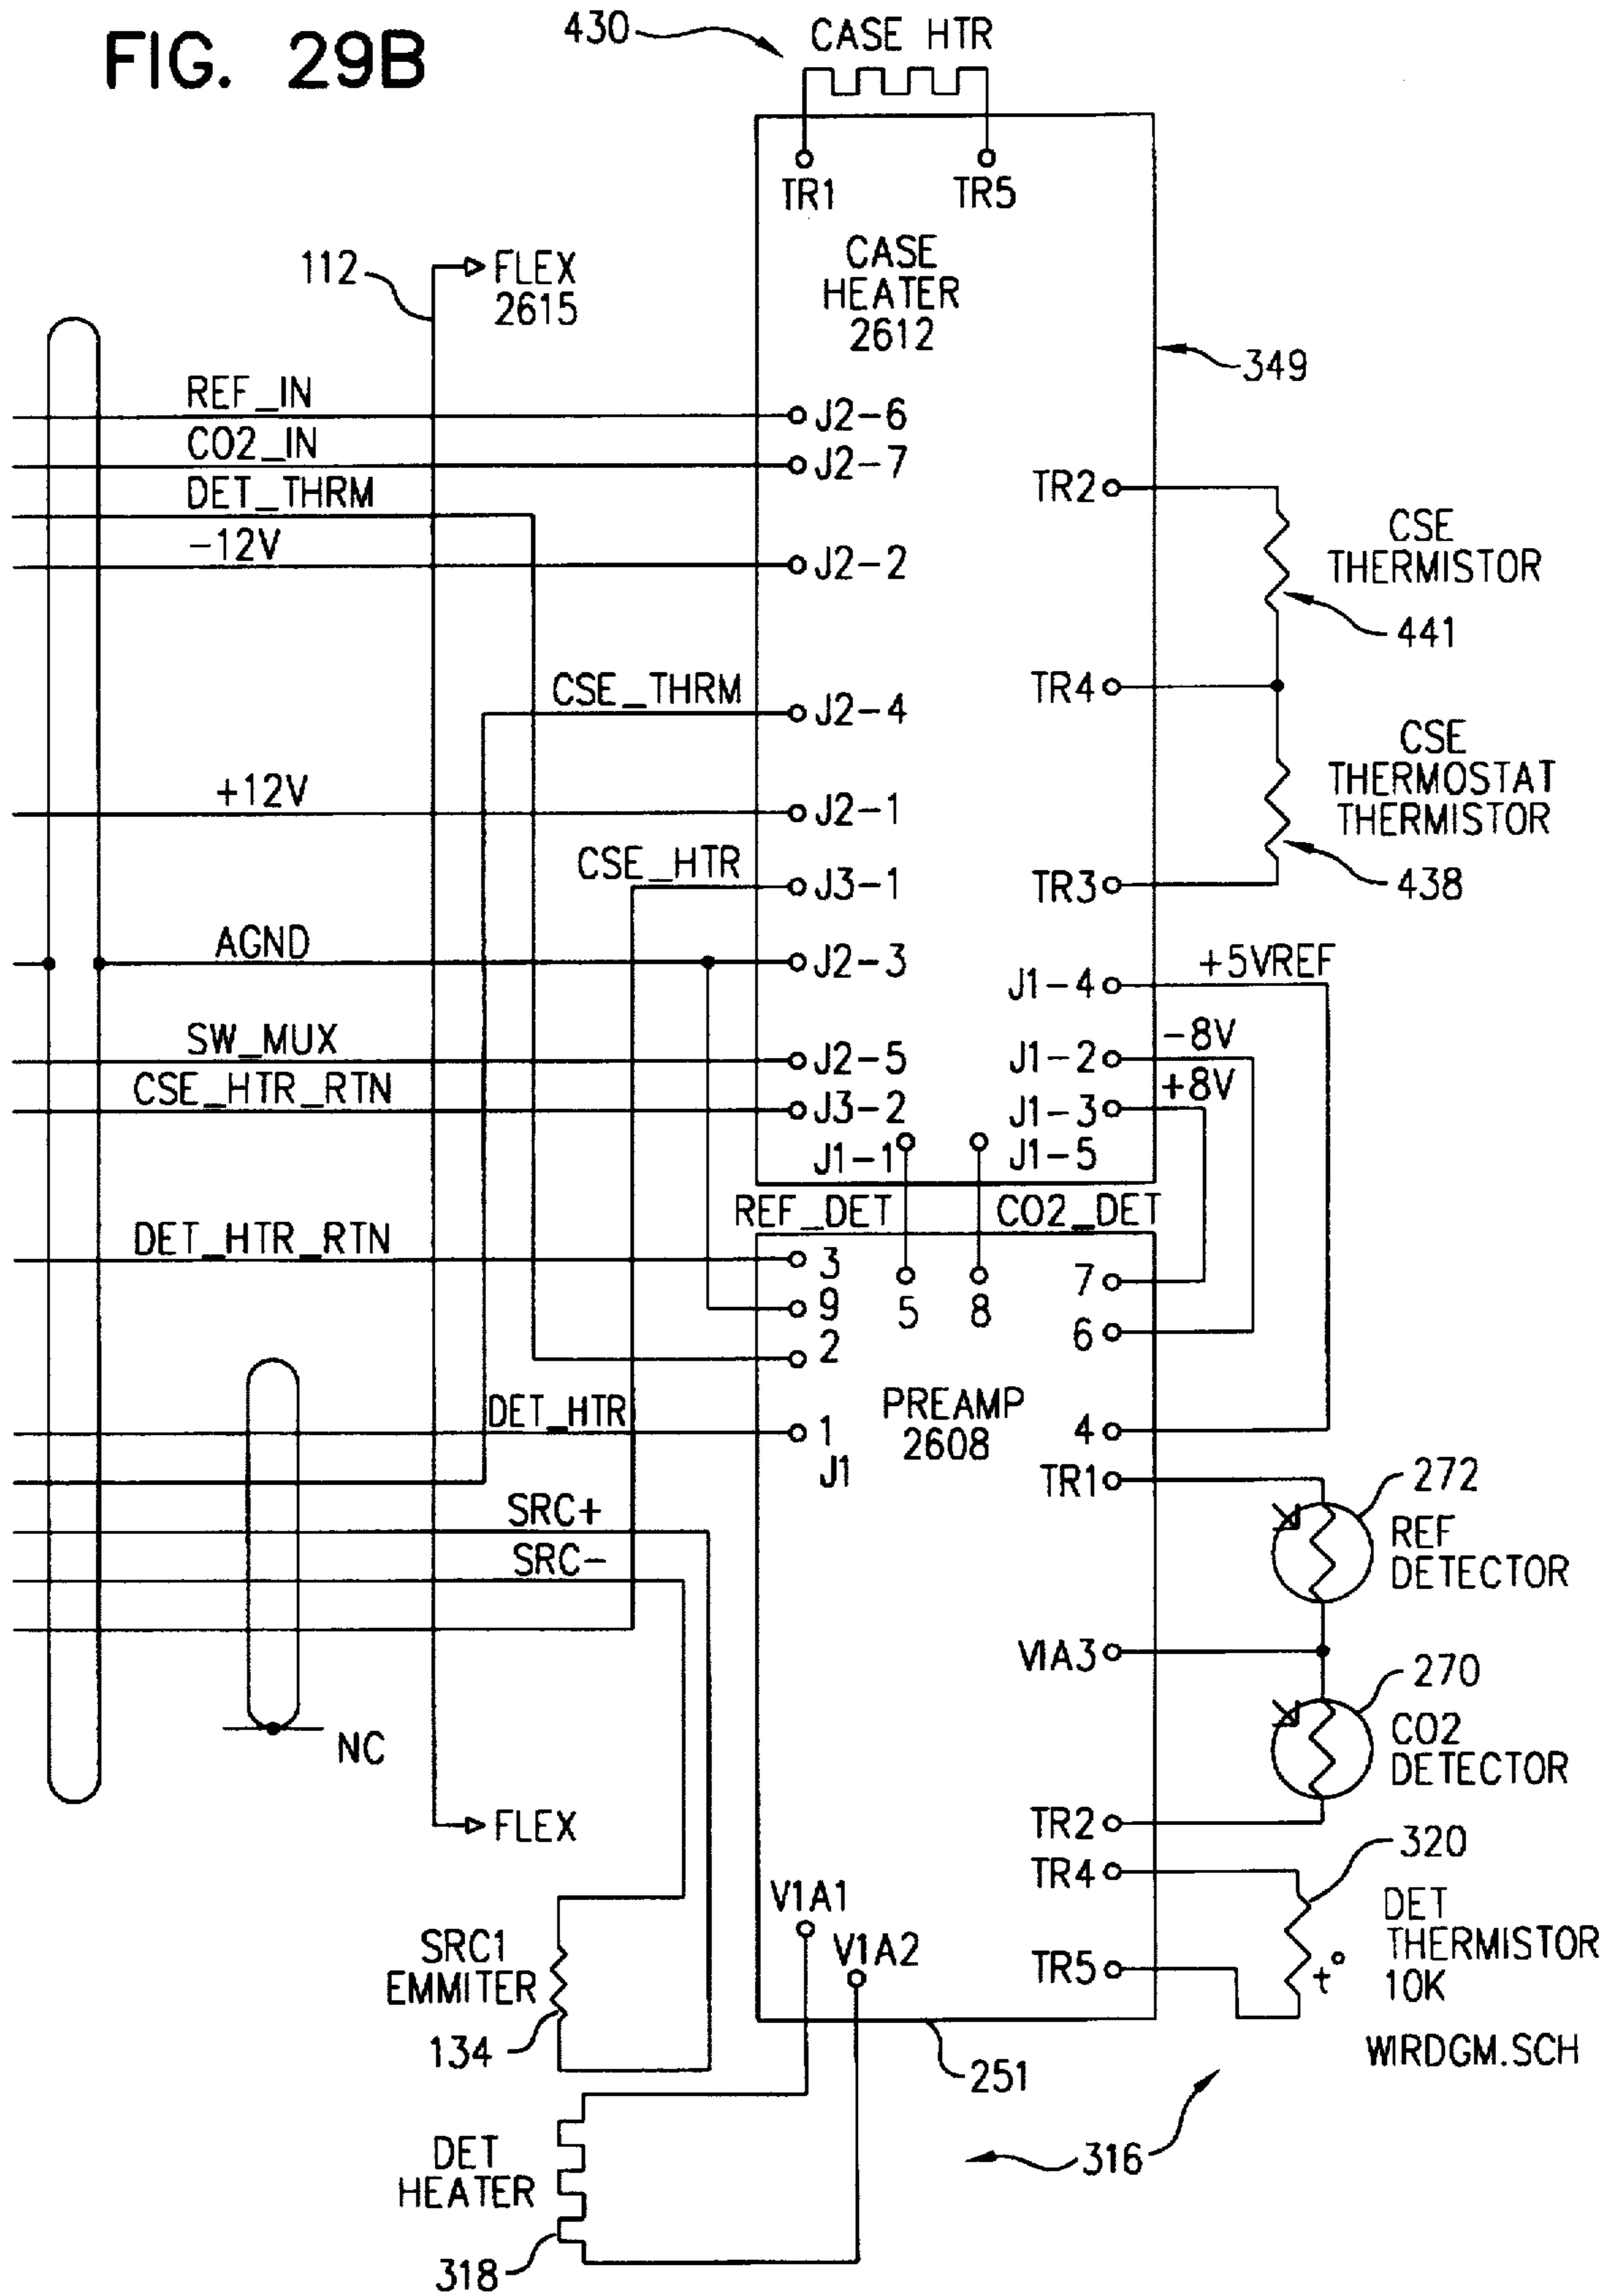 FIG. 29B
430
CASE HTR
TR1
TR5
CASE
HEATER
2612
112
FLEX
2615
349
REF_IN
J2-6
CO2_IN
J2-7
DET_THRM
TR2
-12V
J2-2
CSE
THERMISTOR
441
CSE_THRM
J2-4
TR4
CSE
THERMOSTAT
THERMISTOR
+12V
J2-1
CSE_HTR
J3-1
TR3
438
AGND
J2-3
+5VREF
J1-4
SW_MUX
J2-5
J1-2
-8V
CSE_HTR_RTN
J3-2
J1-3
+8V
J1-1
J1-5
REF_DET
CO2_DET
DET_HTR_RTN
3
9
2
5
8
7
6
DET_HTR
1
J1
PREAMP
2608
4
TR1
272
REF
DETECTOR
SRC+
SRC-
VIA3
270
CO2
DETECTOR
NC
FLEX
TR2
TR4
320
V1A1
V1A2
DET
THERMISTOR
10K
t°
TR5
SRC1
EMMITER
134
251
WIRDGM.SCH
316
DET
HEATER
318